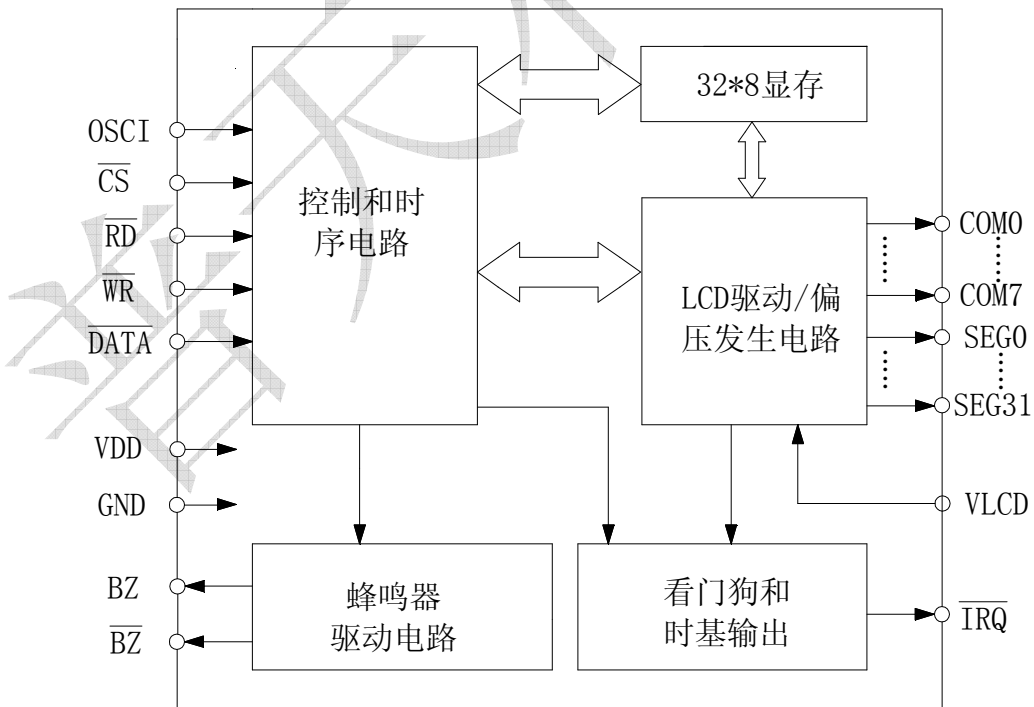 32*8显存
OSCI
CS
RD
WR
DATA
控制和时
序电路
COM0
COM7
LCD驱动/偏
压发生电路
SEG0
SEG31
VDD
GND
VLCD
BZ
BZ
蜂鸣器
驱动电路
看门狗和
时基输出
IRQ
普天